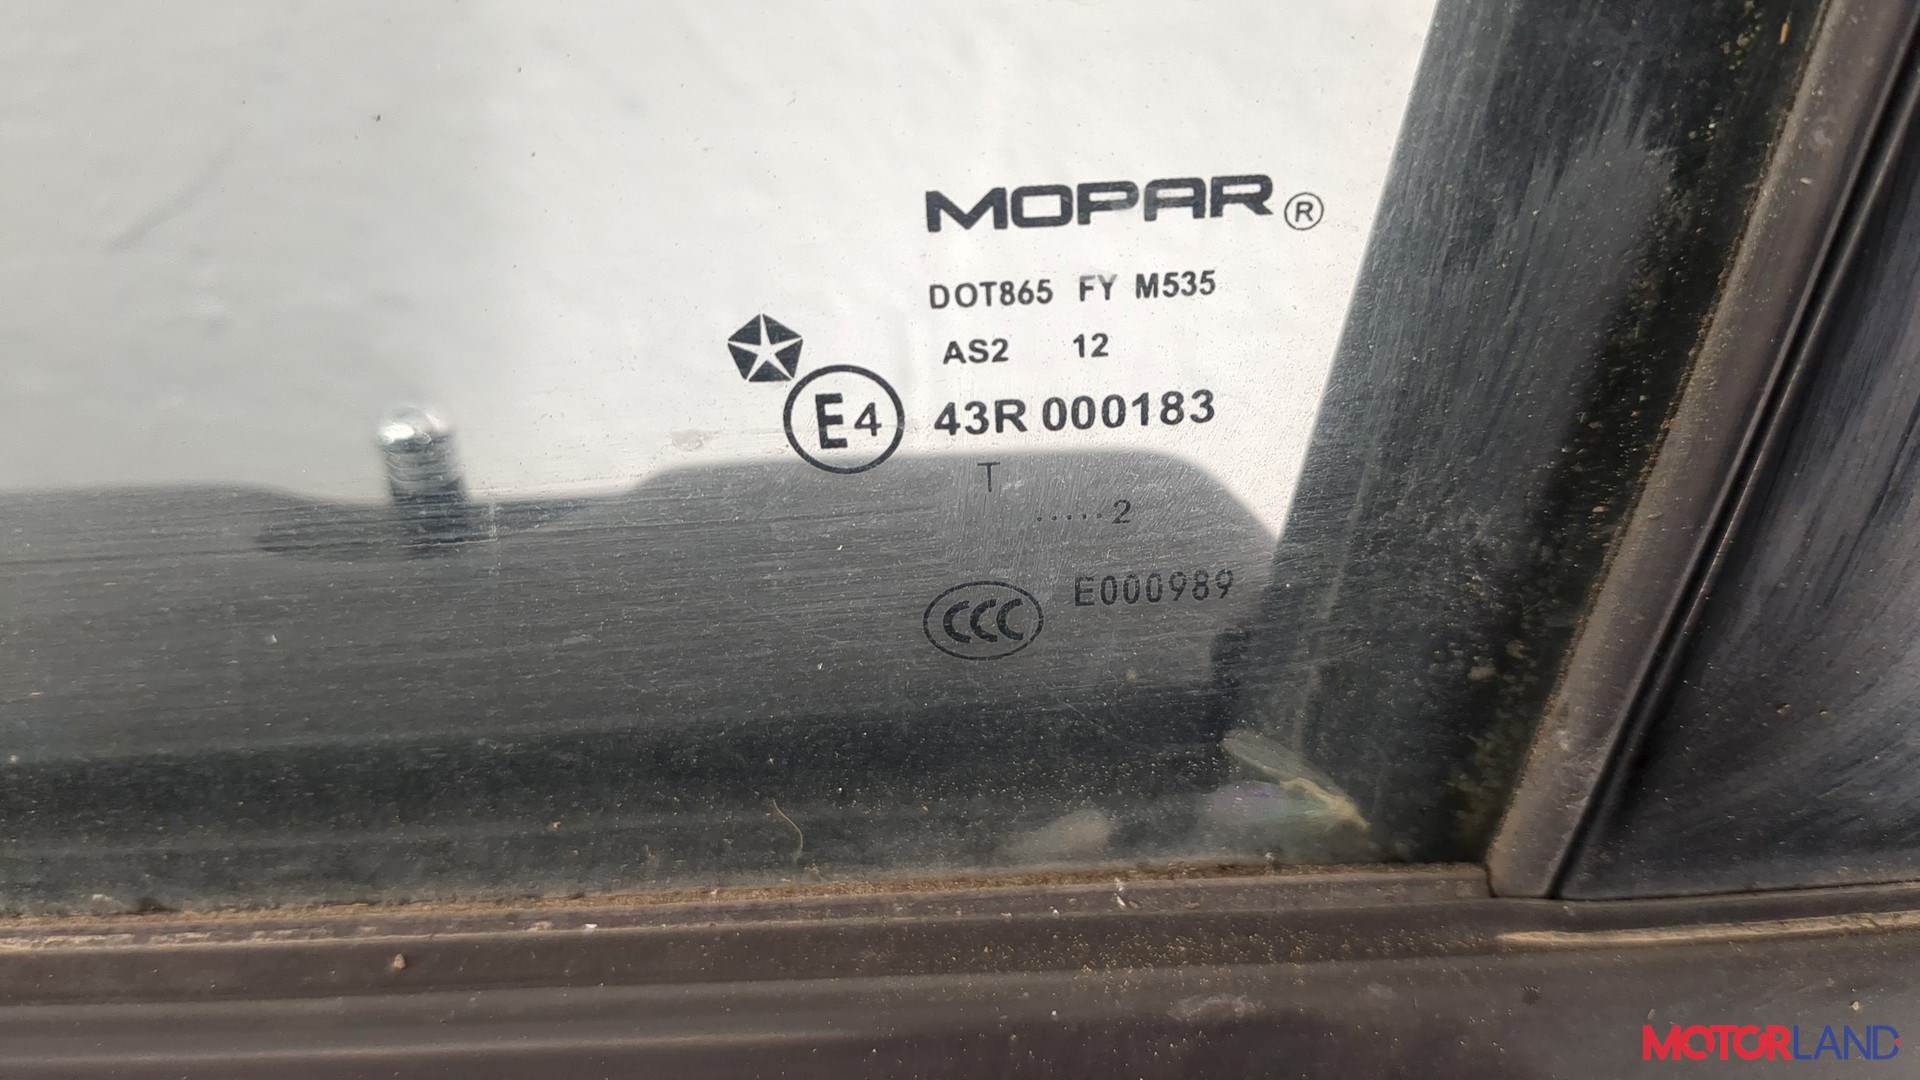 MOPAR®
DOT865 FY M535
AS2 12
E4 43R 000183
T
.....2
CCC E000989
MOTORLAND